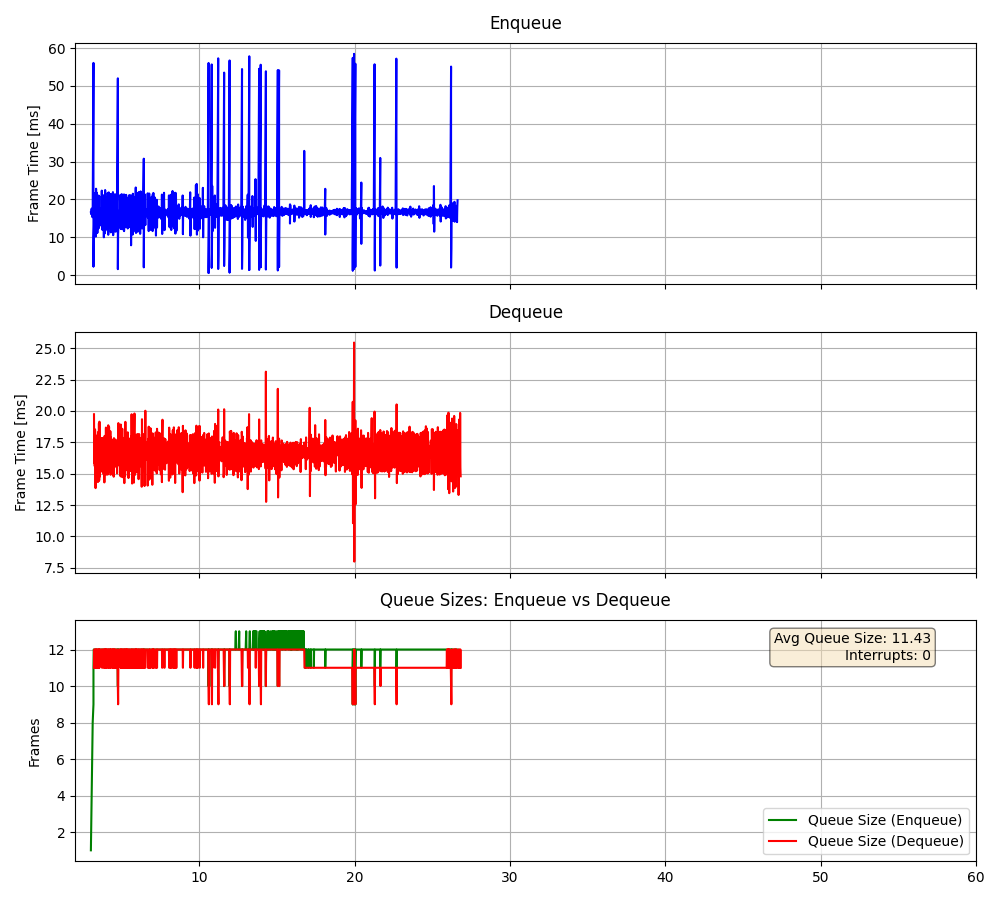 Enqueue
60
50
40
30
20
10
0
Frame Time [ms]
Dequeue
25.0
22.5
20.0
17.5
15.0
12.5
10.0
7.5
Frame Time [ms]
Queue Sizes: Enqueue vs Dequeue
12
10
8
6
4
2
Frames
Avg Queue Size: 11.43
Interrupts: 0
Queue Size (Enqueue)
Queue Size (Dequeue)
10 20 30 40 50 60